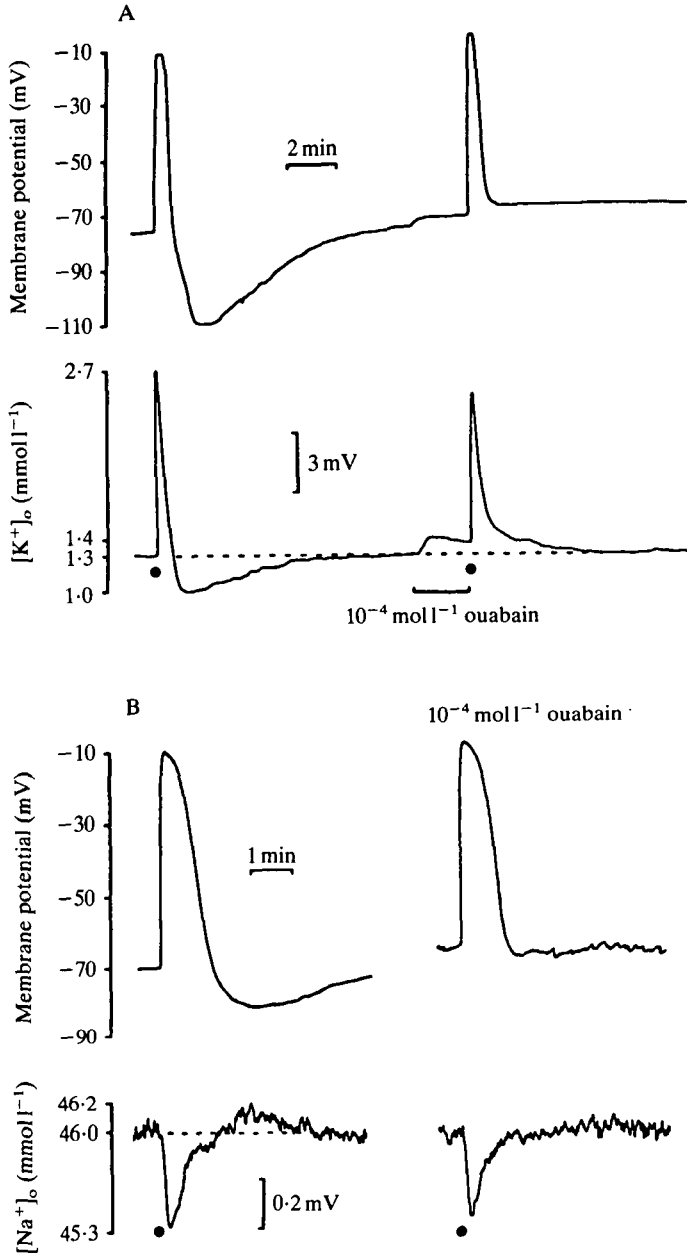 A
Membrane potential (mV)
−10
−30
−50
−70
−90
−110
2 min
[K⁺]ₒ (mmol l⁻¹)
2·7
1·4
1·3
1·0
3 mV
10⁻⁴ mol l⁻¹ ouabain
B
10⁻⁴ mol l⁻¹ ouabain
Membrane potential (mV)
−10
−30
−50
−70
−90
1 min
[Na⁺]ₒ (mmol l⁻¹)
46·2
46·0
45·3
0·2 mV